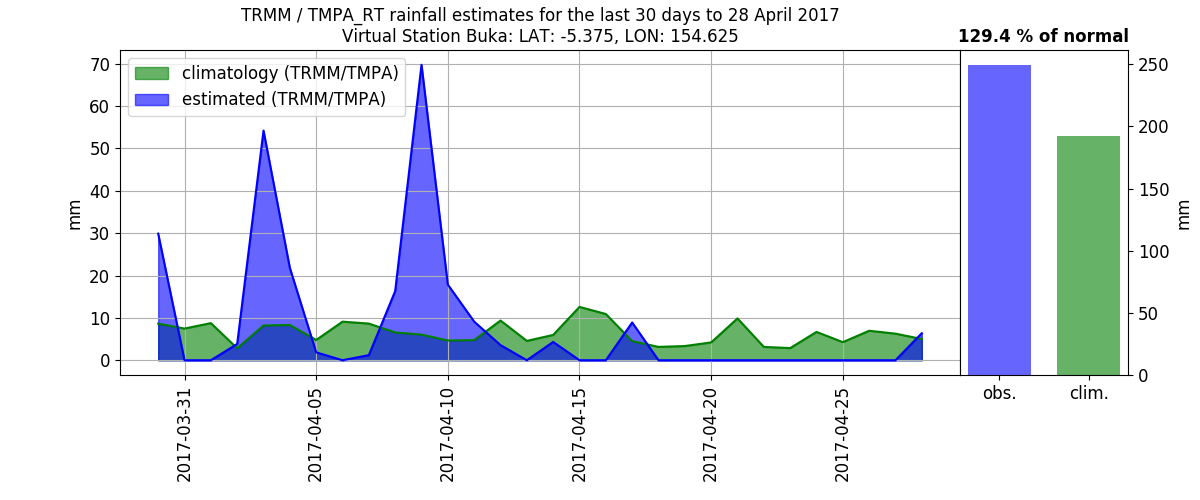 TRMM / TMPA_RT rainfall estimates for the last 30 days to 28 April 2017
Virtual Station Buka: LAT: -5.375, LON: 154.625
129.4 % of normal
climatology (TRMM/TMPA)
estimated (TRMM/TMPA)
mm
70
60
50
40
30
20
10
0
2017-03-31
2017-04-05
2017-04-10
2017-04-15
2017-04-20
2017-04-25
250
200
150
100
50
0
mm
obs.
clim.